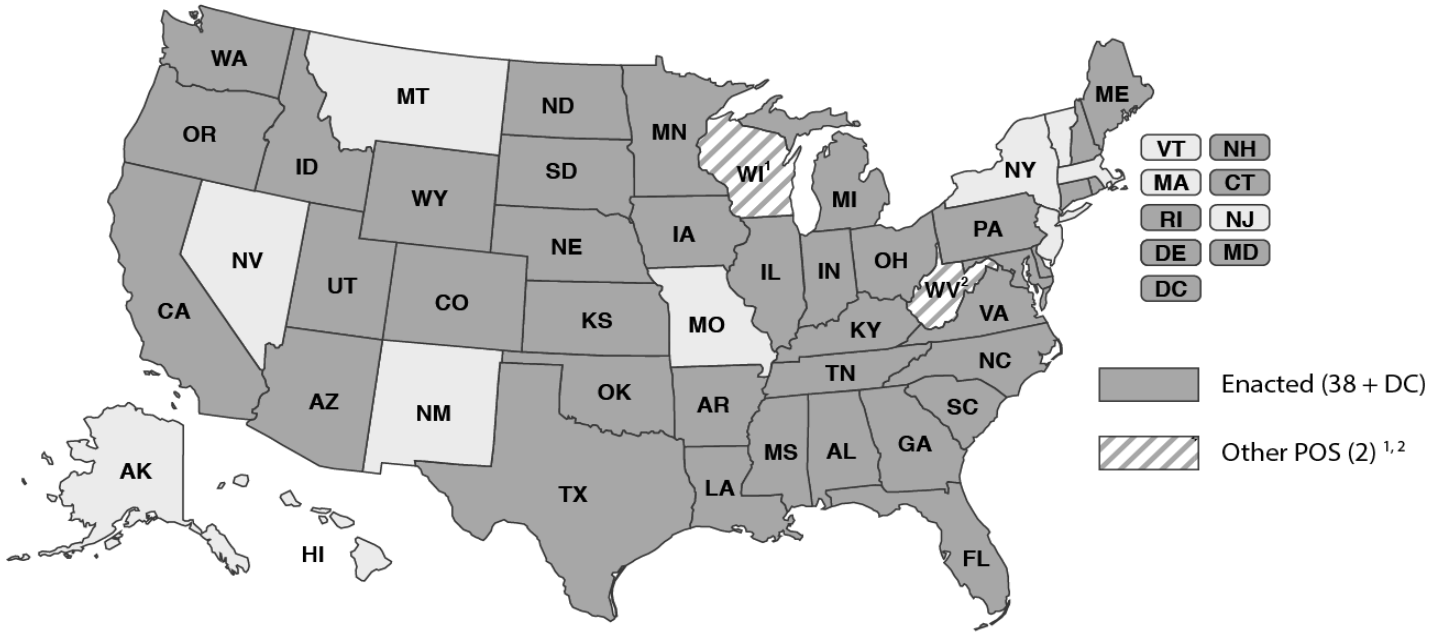 WA
MT
ND
MN
ME
OR
ID
SD
WI¹
MI
NY
VT NH
MA CT
RI NJ
DE MD
DC
WY
IA
PA
NE
NV
UT
CO
IL
IN
OH
WV²
VA
CA
KS
MO
KY
NC
TN
AZ
NM
OK
AR
SC
MS
AL
GA
AK
TX
LA
HI
FL
Enacted (38 + DC)
Other POS (2) ¹,²